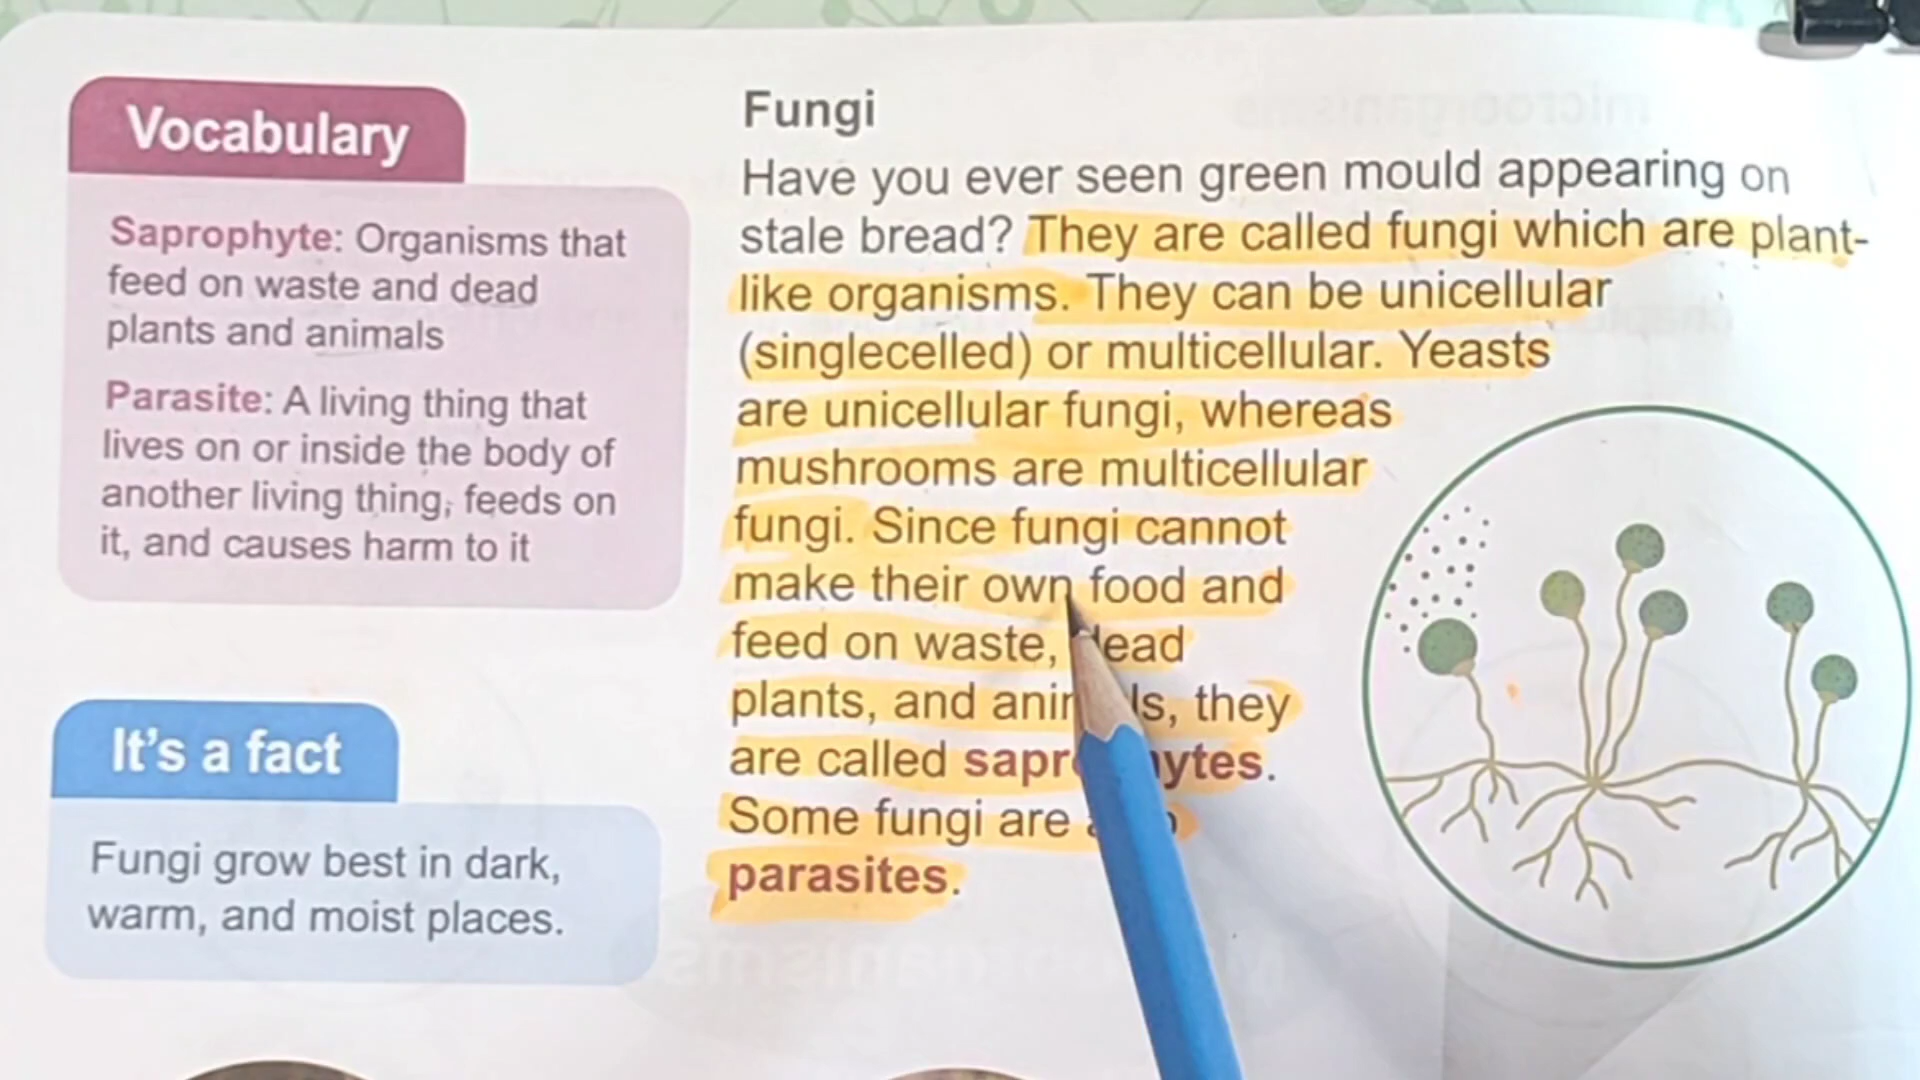 Vocabulary
Saprophyte: Organisms that
feed on waste and dead
plants and animals
Parasite: A living thing that
lives on or inside the body of
another living thing, feeds on
it, and causes harm to it
It's a fact
Fungi grow best in dark,
warm, and moist places.
Fungi
Have you ever seen green mould appearing on
stale bread? They are called fungi which are plant-
like organisms. They can be unicellular
(singlecelled) or multicellular. Yeasts
are unicellular fungi, whereas
mushrooms are multicellular
fungi. Since fungi cannot
make their own food and
feed on waste, dead
plants, and animals, they
are called saprophytes.
Some fungi are also
parasites.